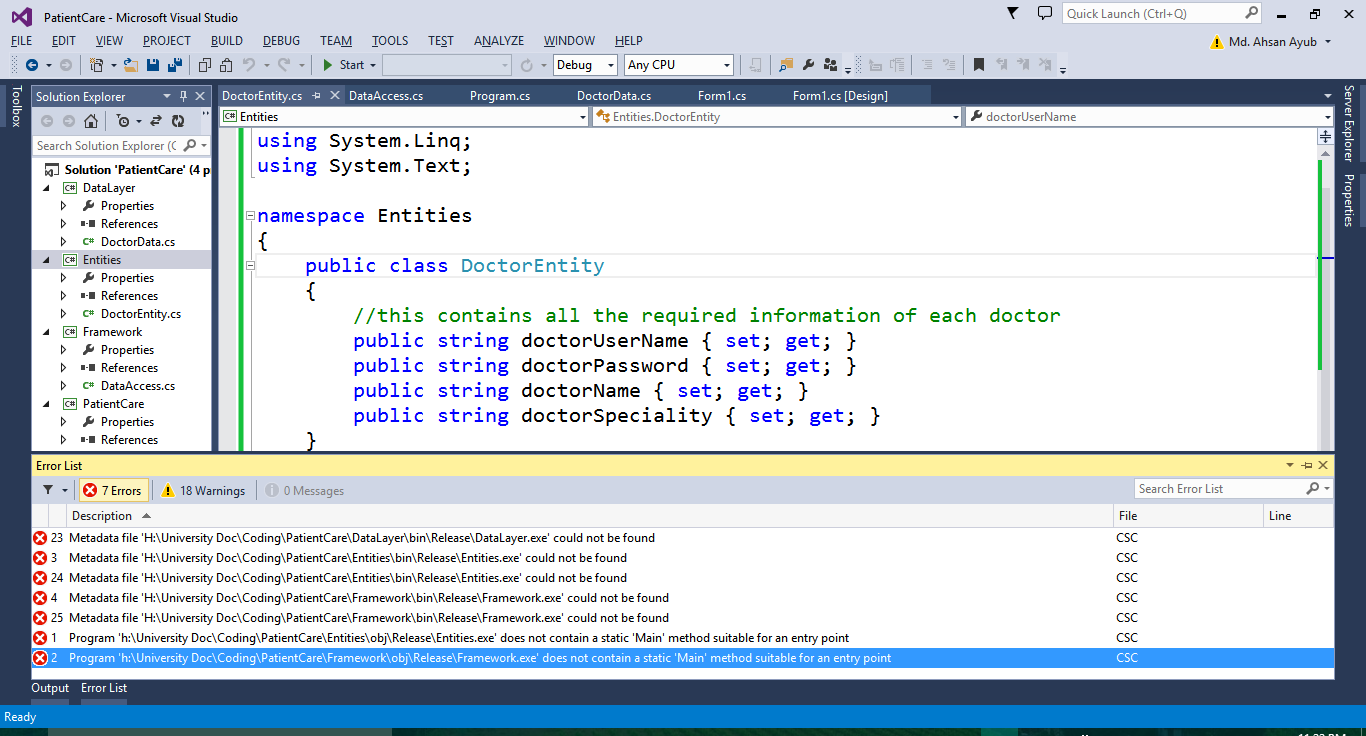 PatientCare - Microsoft Visual Studio
Quick Launch (Ctrl+Q)
FILE EDIT VIEW PROJECT BUILD DEBUG TEAM TOOLS TEST ANALYZE WINDOW HELP
Md. Ahsan Ayub
Start Debug Any CPU
Toolbox
Solution Explorer
Search Solution Explorer (C
Solution 'PatientCare' (4 p
DataLayer
Properties
References
DoctorData.cs
Entities
Properties
References
DoctorEntity.cs
Framework
Properties
References
DataAccess.cs
PatientCare
Properties
References
DoctorEntity.cs DataAccess.cs Program.cs DoctorData.cs Form1.cs Form1.cs [Design]
Entities Entities.DoctorEntity doctorUserName
using System.Linq;
using System.Text;
namespace Entities
{
public class DoctorEntity
{
//this contains all the required information of each doctor
public string doctorUserName { set; get; }
public string doctorPassword { set; get; }
public string doctorName { set; get; }
public string doctorSpeciality { set; get; }
}
Server Explorer
Properties
Error List
7 Errors 18 Warnings 0 Messages
Search Error List
Description File Line
23 Metadata file 'H:\University Doc\Coding\PatientCare\DataLayer\bin\Release\DataLayer.exe' could not be found CSC
3 Metadata file 'H:\University Doc\Coding\PatientCare\Entities\bin\Release\Entities.exe' could not be found CSC
24 Metadata file 'H:\University Doc\Coding\PatientCare\Entities\bin\Release\Entities.exe' could not be found CSC
4 Metadata file 'H:\University Doc\Coding\PatientCare\Framework\bin\Release\Framework.exe' could not be found CSC
25 Metadata file 'H:\University Doc\Coding\PatientCare\Framework\bin\Release\Framework.exe' could not be found CSC
1 Program 'h:\University Doc\Coding\PatientCare\Entities\obj\Release\Entities.exe' does not contain a static 'Main' method suitable for an entry point CSC
2 Program 'h:\University Doc\Coding\PatientCare\Framework\obj\Release\Framework.exe' does not contain a static 'Main' method suitable for an entry point CSC
Output Error List
Ready